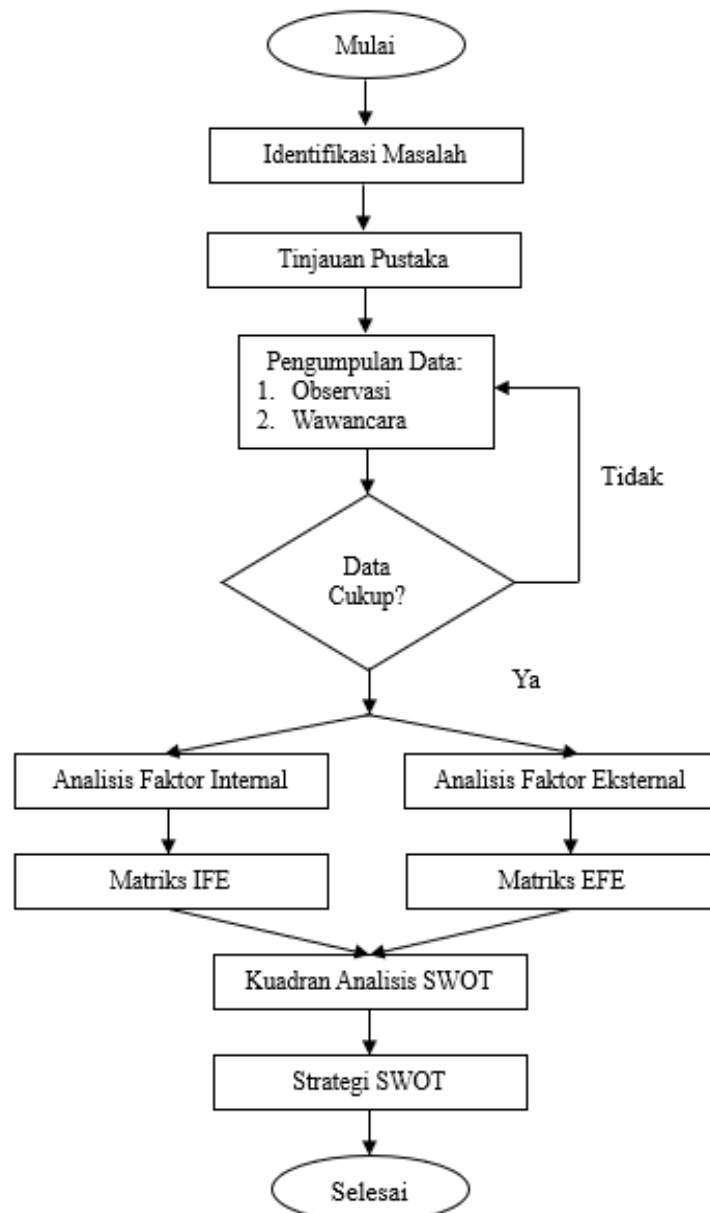 Mulai
Identifikasi Masalah
Tinjauan Pustaka
Pengumpulan Data:
1. Observasi
2. Wawancara
Tidak
Data
Cukup?
Ya
Analisis Faktor Internal
Analisis Faktor Eksternal
Matriks IFE
Matriks EFE
Kuadran Analisis SWOT
Strategi SWOT
Selesai